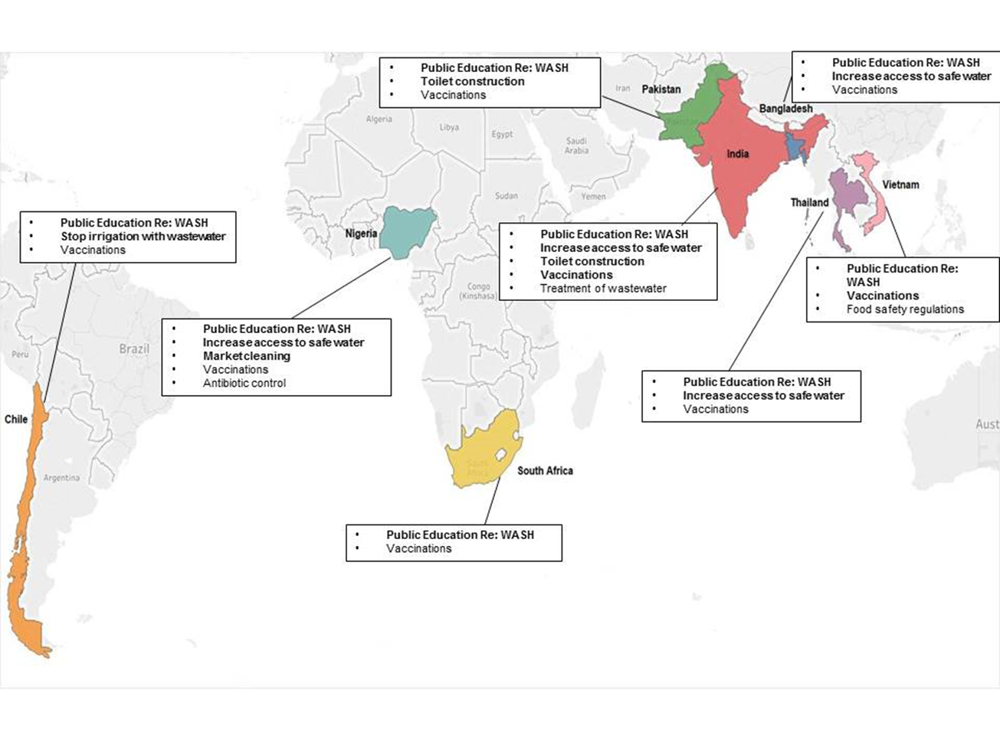 • Public Education Re: WASH
• Toilet construction
• Vaccinations
• Public Education Re: WASH
• Increase access to safe water
• Vaccinations
Iran
Pakistan
Pakistan
Bangladesh
Algeria
Libya
Egypt
Saudi
Arabia
India
Vietnam
Thailand
Sudan
Yemen
• Public Education Re: WASH
• Stop irrigation with wastewater
• Vaccinations
Nigeria
• Public Education Re: WASH
• Increase access to safe water
• Toilet construction
• Vaccinations
• Treatment of wastewater
• Public Education Re:
WASH
• Vaccinations
• Food safety regulations
Congo
(Kinshasa)
• Public Education Re: WASH
• Increase access to safe water
• Market cleaning
• Vaccinations
• Antibiotic control
Brazil
Peru
• Public Education Re: WASH
• Increase access to safe water
• Vaccinations
Chile
Aust
Argentina
South
Africa
South Africa
• Public Education Re: WASH
• Vaccinations